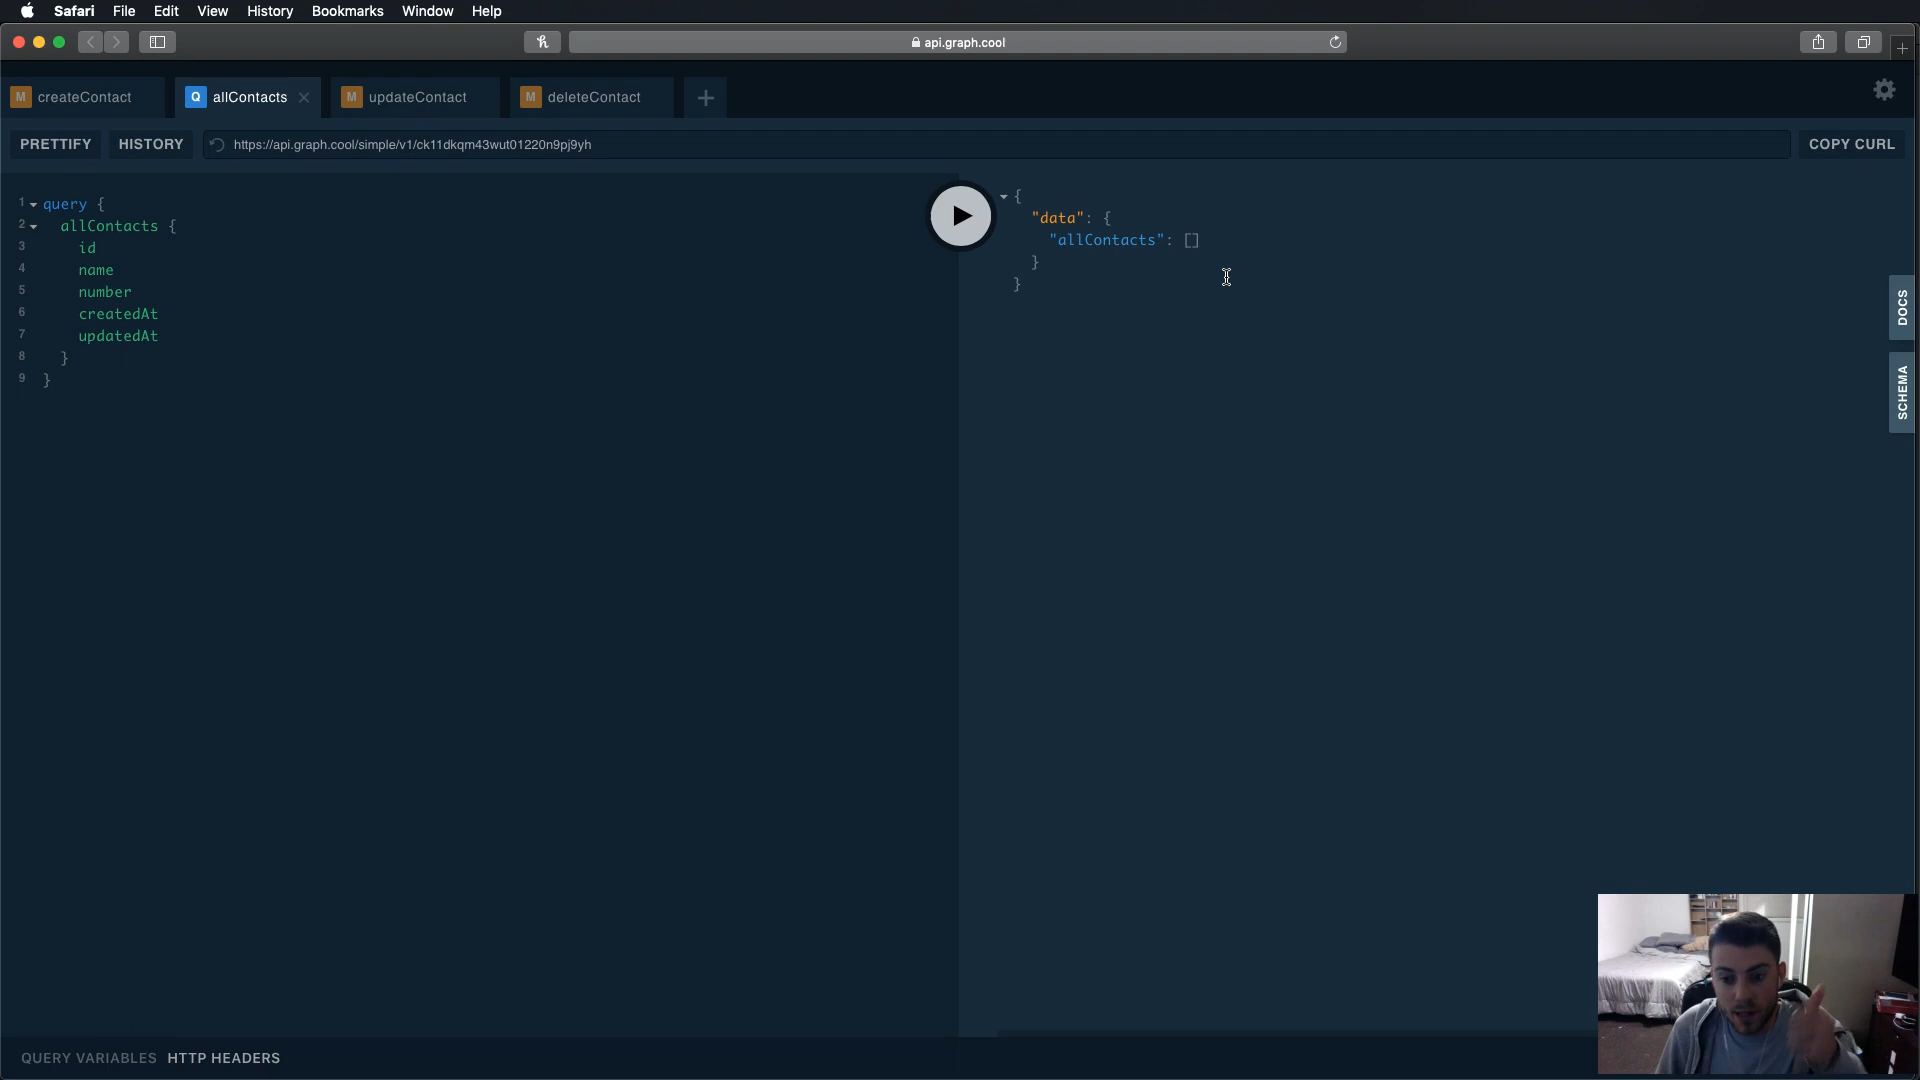 Safari File Edit View History Bookmarks Window Help
api.graph.cool
M createContact Q allContacts M updateContact M deleteContact
PRETTIFY HISTORY https://api.graph.cool/simple/v1/ck11dkqm43wut01220n9pj9yh COPY CURL
1 query {
2 allContacts {
3 id
4 name
5 number
6 createdAt
7 updatedAt
8 }
9 }
{
"data": {
"allContacts": []
}
}
DOCS
SCHEMA
QUERY VARIABLES HTTP HEADERS